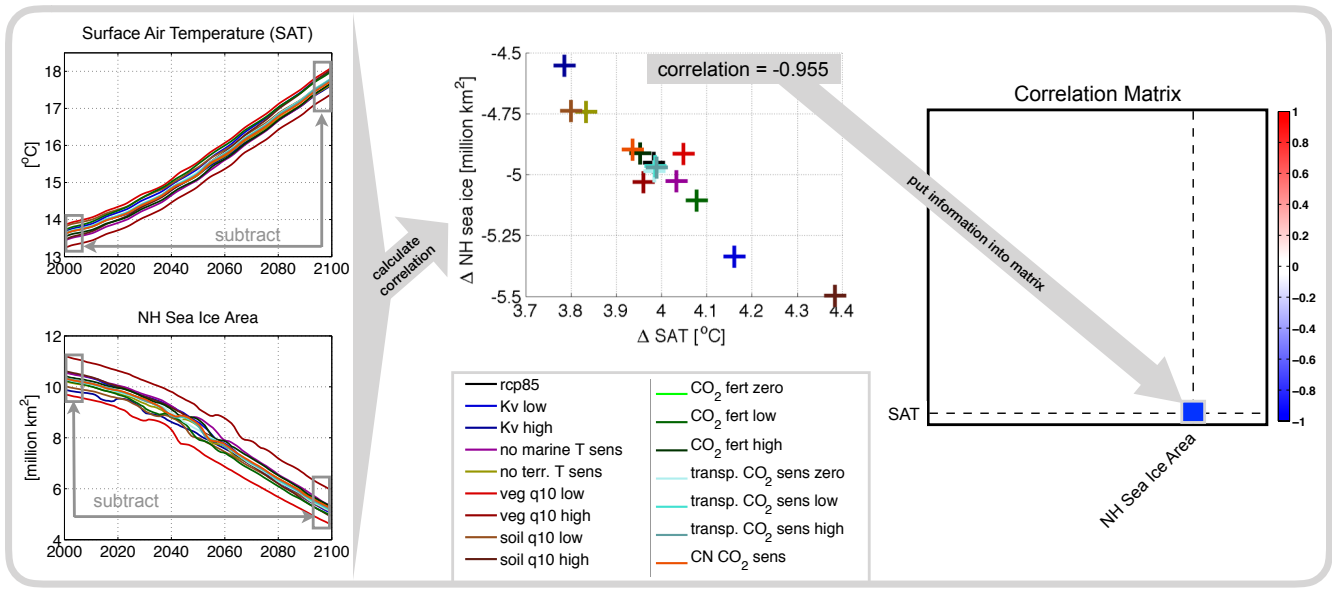 Surface Air Temperature (SAT)
[°C]
18
17
16
15
14
13
subtract
2000 2020 2040 2060 2080 2100
NH Sea Ice Area
[million km²]
12
10
8
6
4
subtract
2000 2020 2040 2060 2080 2100
calculate
correlation
correlation = -0.955
Δ NH sea ice [million km²]
-4.5
-4.75
-5
-5.25
-5.5
3.7 3.8 3.9 4 4.1 4.2 4.3 4.4
Δ SAT [°C]
rcp85
Kv low
Kv high
no marine T sens
no terr. T sens
veg q10 low
veg q10 high
soil q10 low
soil q10 high
CO₂ fert zero
CO₂ fert low
CO₂ fert high
transp. CO₂ sens zero
transp. CO₂ sens low
transp. CO₂ sens high
CN CO₂ sens
put information into matrix
Correlation Matrix
SAT
NH Sea Ice Area
1
0.8
0.6
0.4
0.2
0
−0.2
−0.4
−0.6
−0.8
−1